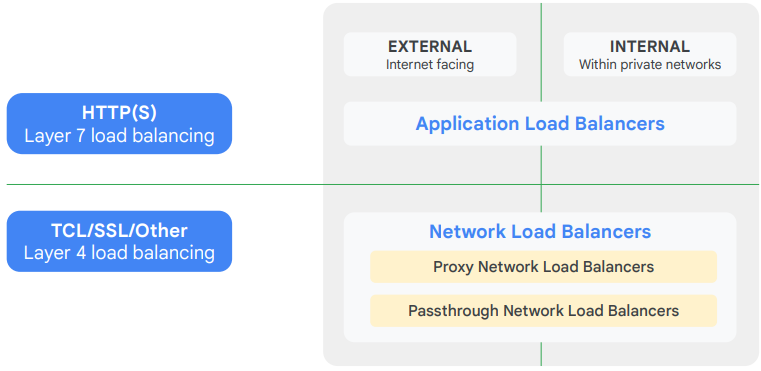 EXTERNAL
Internet facing
INTERNAL
Within private networks
HTTP(S)
Layer 7 load balancing
Application Load Balancers
TCL/SSL/Other
Layer 4 load balancing
Network Load Balancers
Proxy Network Load Balancers
Passthrough Network Load Balancers